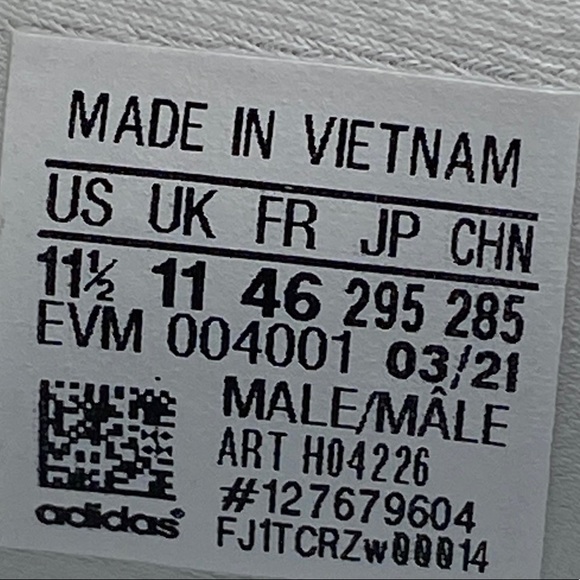 MADE IN VIETNAM
US UK FR JP CHN
11½ 11 46 295 285
EVM 004001 03/21
MALE/MÂLE
ART H04226
#127679604
adidas®
FJ1TCRZw00014